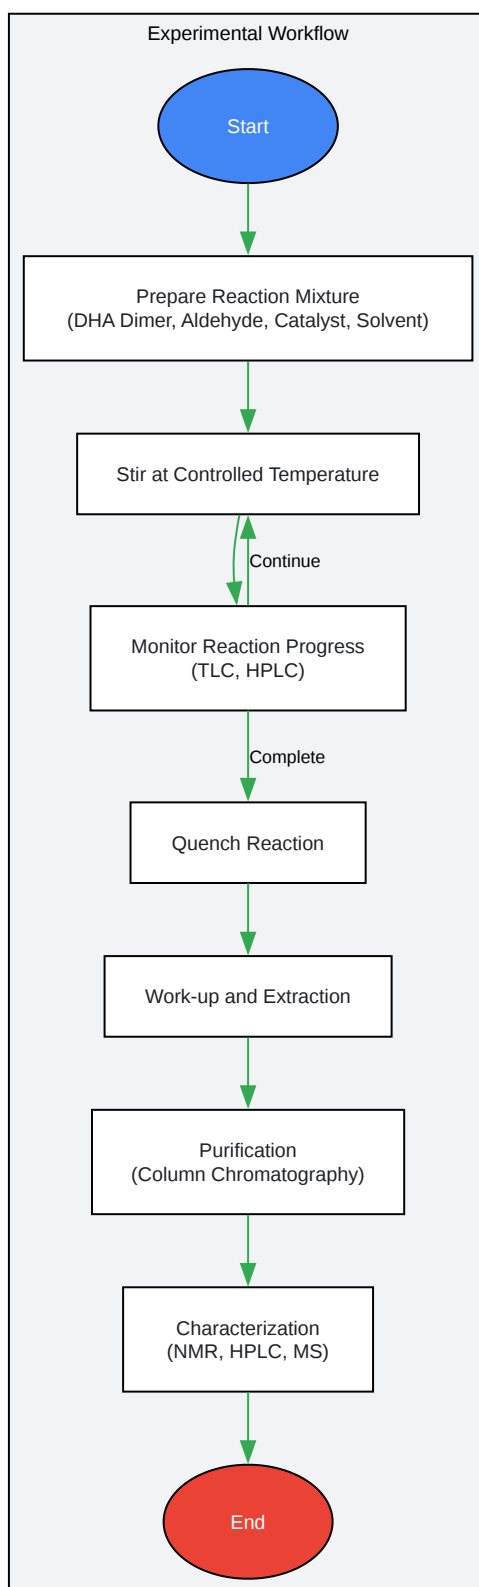 Experimental Workflow
Start
Prepare Reaction Mixture
(DHA Dimer, Aldehyde, Catalyst, Solvent)
Stir at Controlled Temperature
Continue
Monitor Reaction Progress
(TLC, HPLC)
Complete
Quench Reaction
Work-up and Extraction
Purification
(Column Chromatography)
Characterization
(NMR, HPLC, MS)
End